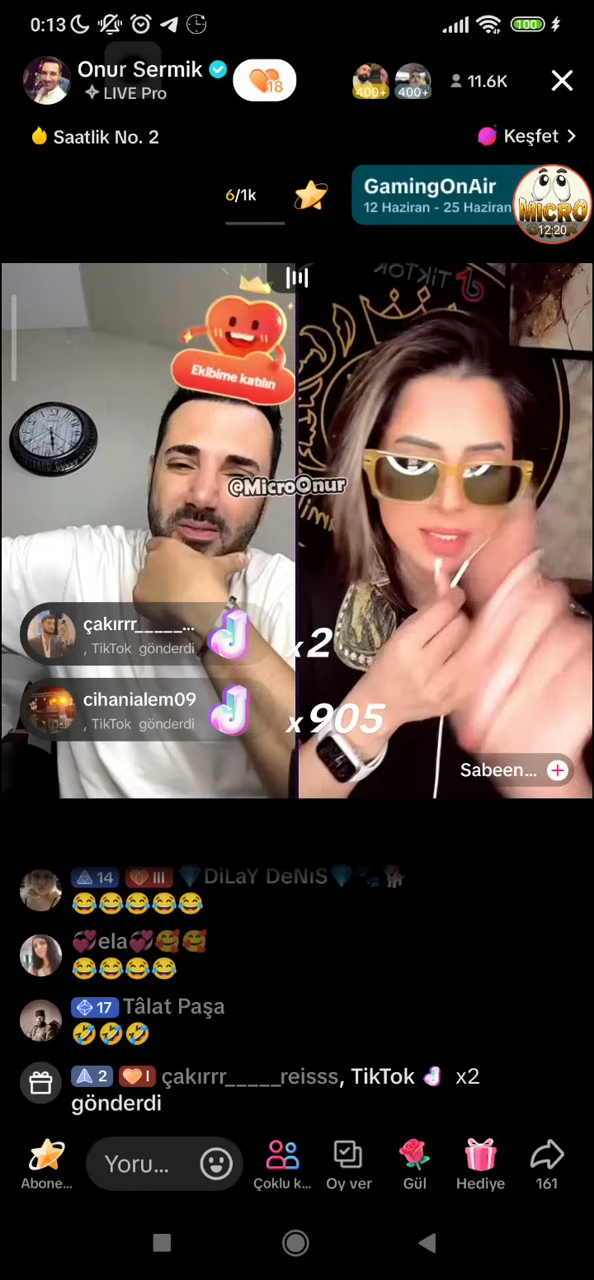 0:13
100
Onur Sermik
LIVE Pro
18
400+
400+
11.6K
Saatlik No. 2
Keşfet
6/1k
GamingOnAir
12 Haziran - 25 Haziran
MICRO
12:20
TIKTOK
Ekibime katılın
@MicroOnur
çakırrr_____...
, TikTok gönderdi
x2
cihanialem09
, TikTok gönderdi
x905
Sabeen...
14 III 💎DiLaY DeNiS💎🐾🐕‍🦺
😂😂😂😂😂
💞ela💞🥰🥰
😂😂😂😂
17 Tâlat Paşa
🤣🤣🤣
2 I çakırrr_____reisss, TikTok x2
gönderdi
Yoru...
Abone...
Çoklu k...
Oy ver
Gül
Hediye
161